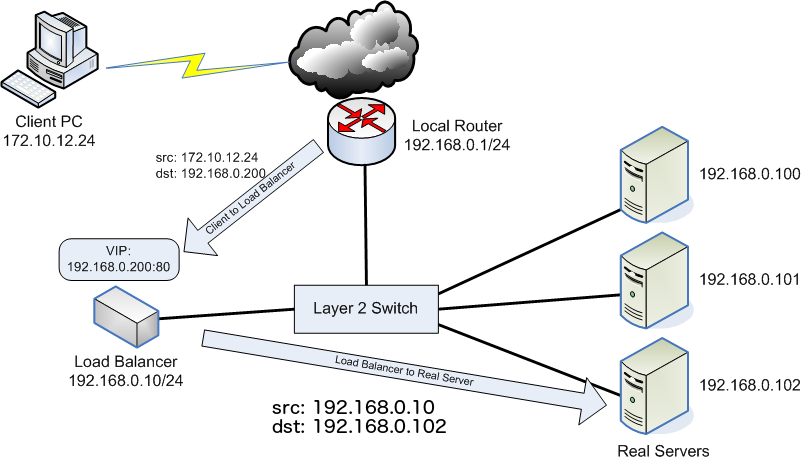 Client PC
172.10.12.24
Local Router
192.168.0.1/24
src: 172.10.12.24
dst: 192.168.0.200
Client to Load Balancer
192.168.0.100
VIP:
192.168.0.200:80
192.168.0.101
Layer 2 Switch
Load Balancer
192.168.0.10/24
Load Balancer to Real Server
192.168.0.102
src: 192.168.0.10
dst: 192.168.0.102
Real Servers